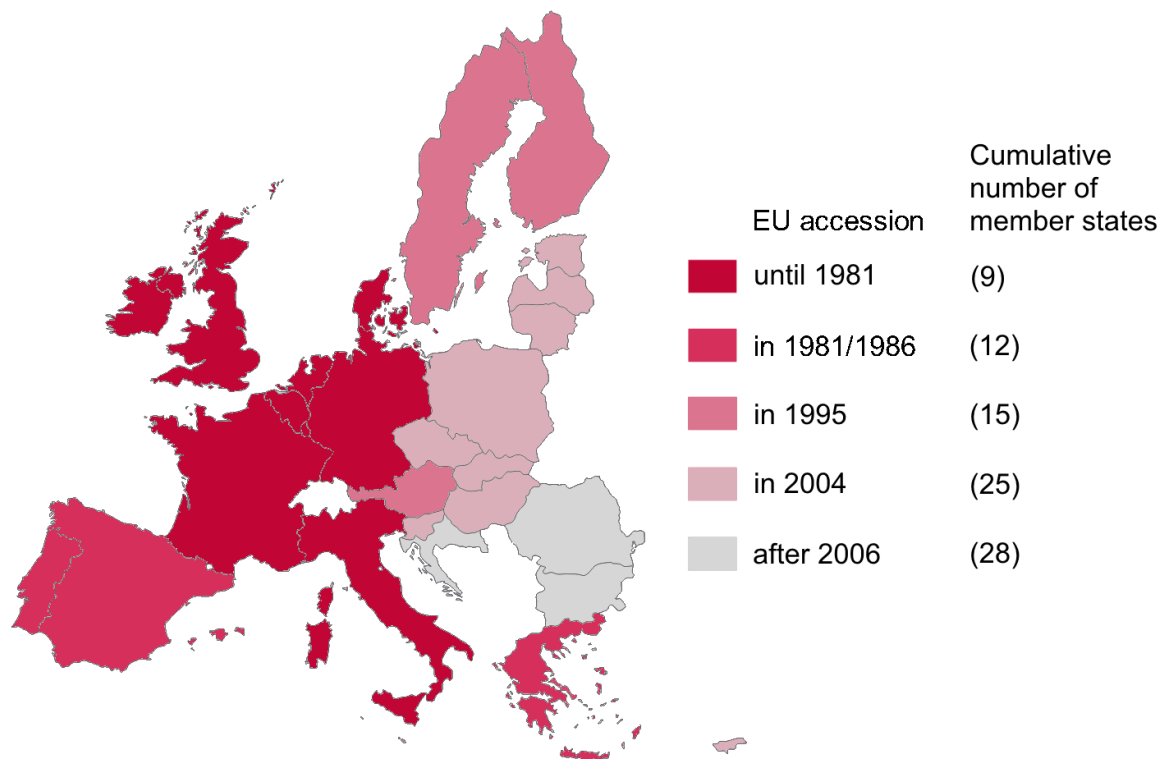 Cumulative
number of
EU accession member states
until 1981 (9)
in 1981/1986 (12)
in 1995 (15)
in 2004 (25)
after 2006 (28)